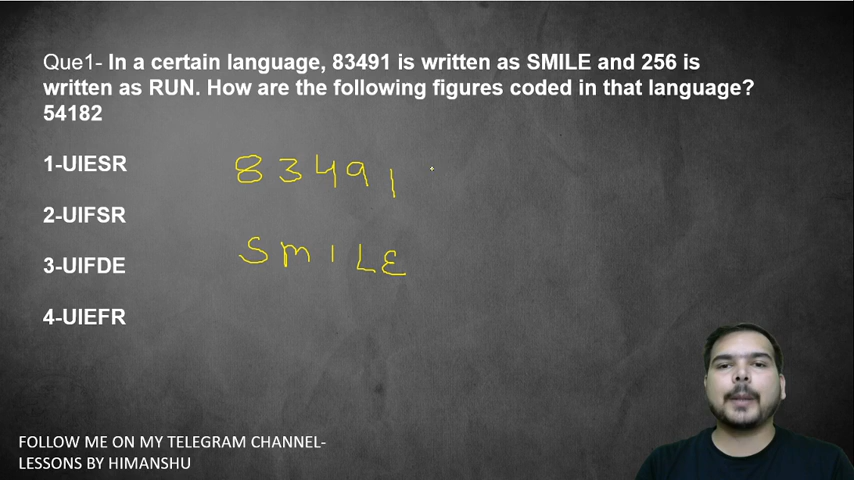 Que1- In a certain language, 83491 is written as SMILE and 256 is
written as RUN. How are the following figures coded in that language?
54182
1-UIESR
83491
2-UIFSR
SMILE
3-UIFDE
4-UIEFR
FOLLOW ME ON MY TELEGRAM CHANNEL-
LESSONS BY HIMANSHU